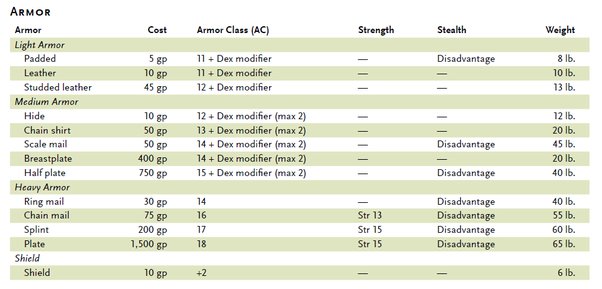 ARMOR
Armor Cost Armor Class (AC) Strength Stealth Weight
Light Armor
Padded 5 gp 11 + Dex modifier — Disadvantage 8 lb.
Leather 10 gp 11 + Dex modifier — — 10 lb.
Studded leather 45 gp 12 + Dex modifier — — 13 lb.
Medium Armor
Hide 10 gp 12 + Dex modifier (max 2) — — 12 lb.
Chain shirt 50 gp 13 + Dex modifier (max 2) — — 20 lb.
Scale mail 50 gp 14 + Dex modifier (max 2) — Disadvantage 45 lb.
Breastplate 400 gp 14 + Dex modifier (max 2) — — 20 lb.
Half plate 750 gp 15 + Dex modifier (max 2) — Disadvantage 40 lb.
Heavy Armor
Ring mail 30 gp 14 — Disadvantage 40 lb.
Chain mail 75 gp 16 Str 13 Disadvantage 55 lb.
Splint 200 gp 17 Str 15 Disadvantage 60 lb.
Plate 1,500 gp 18 Str 15 Disadvantage 65 lb.
Shield
Shield 10 gp +2 — — 6 lb.